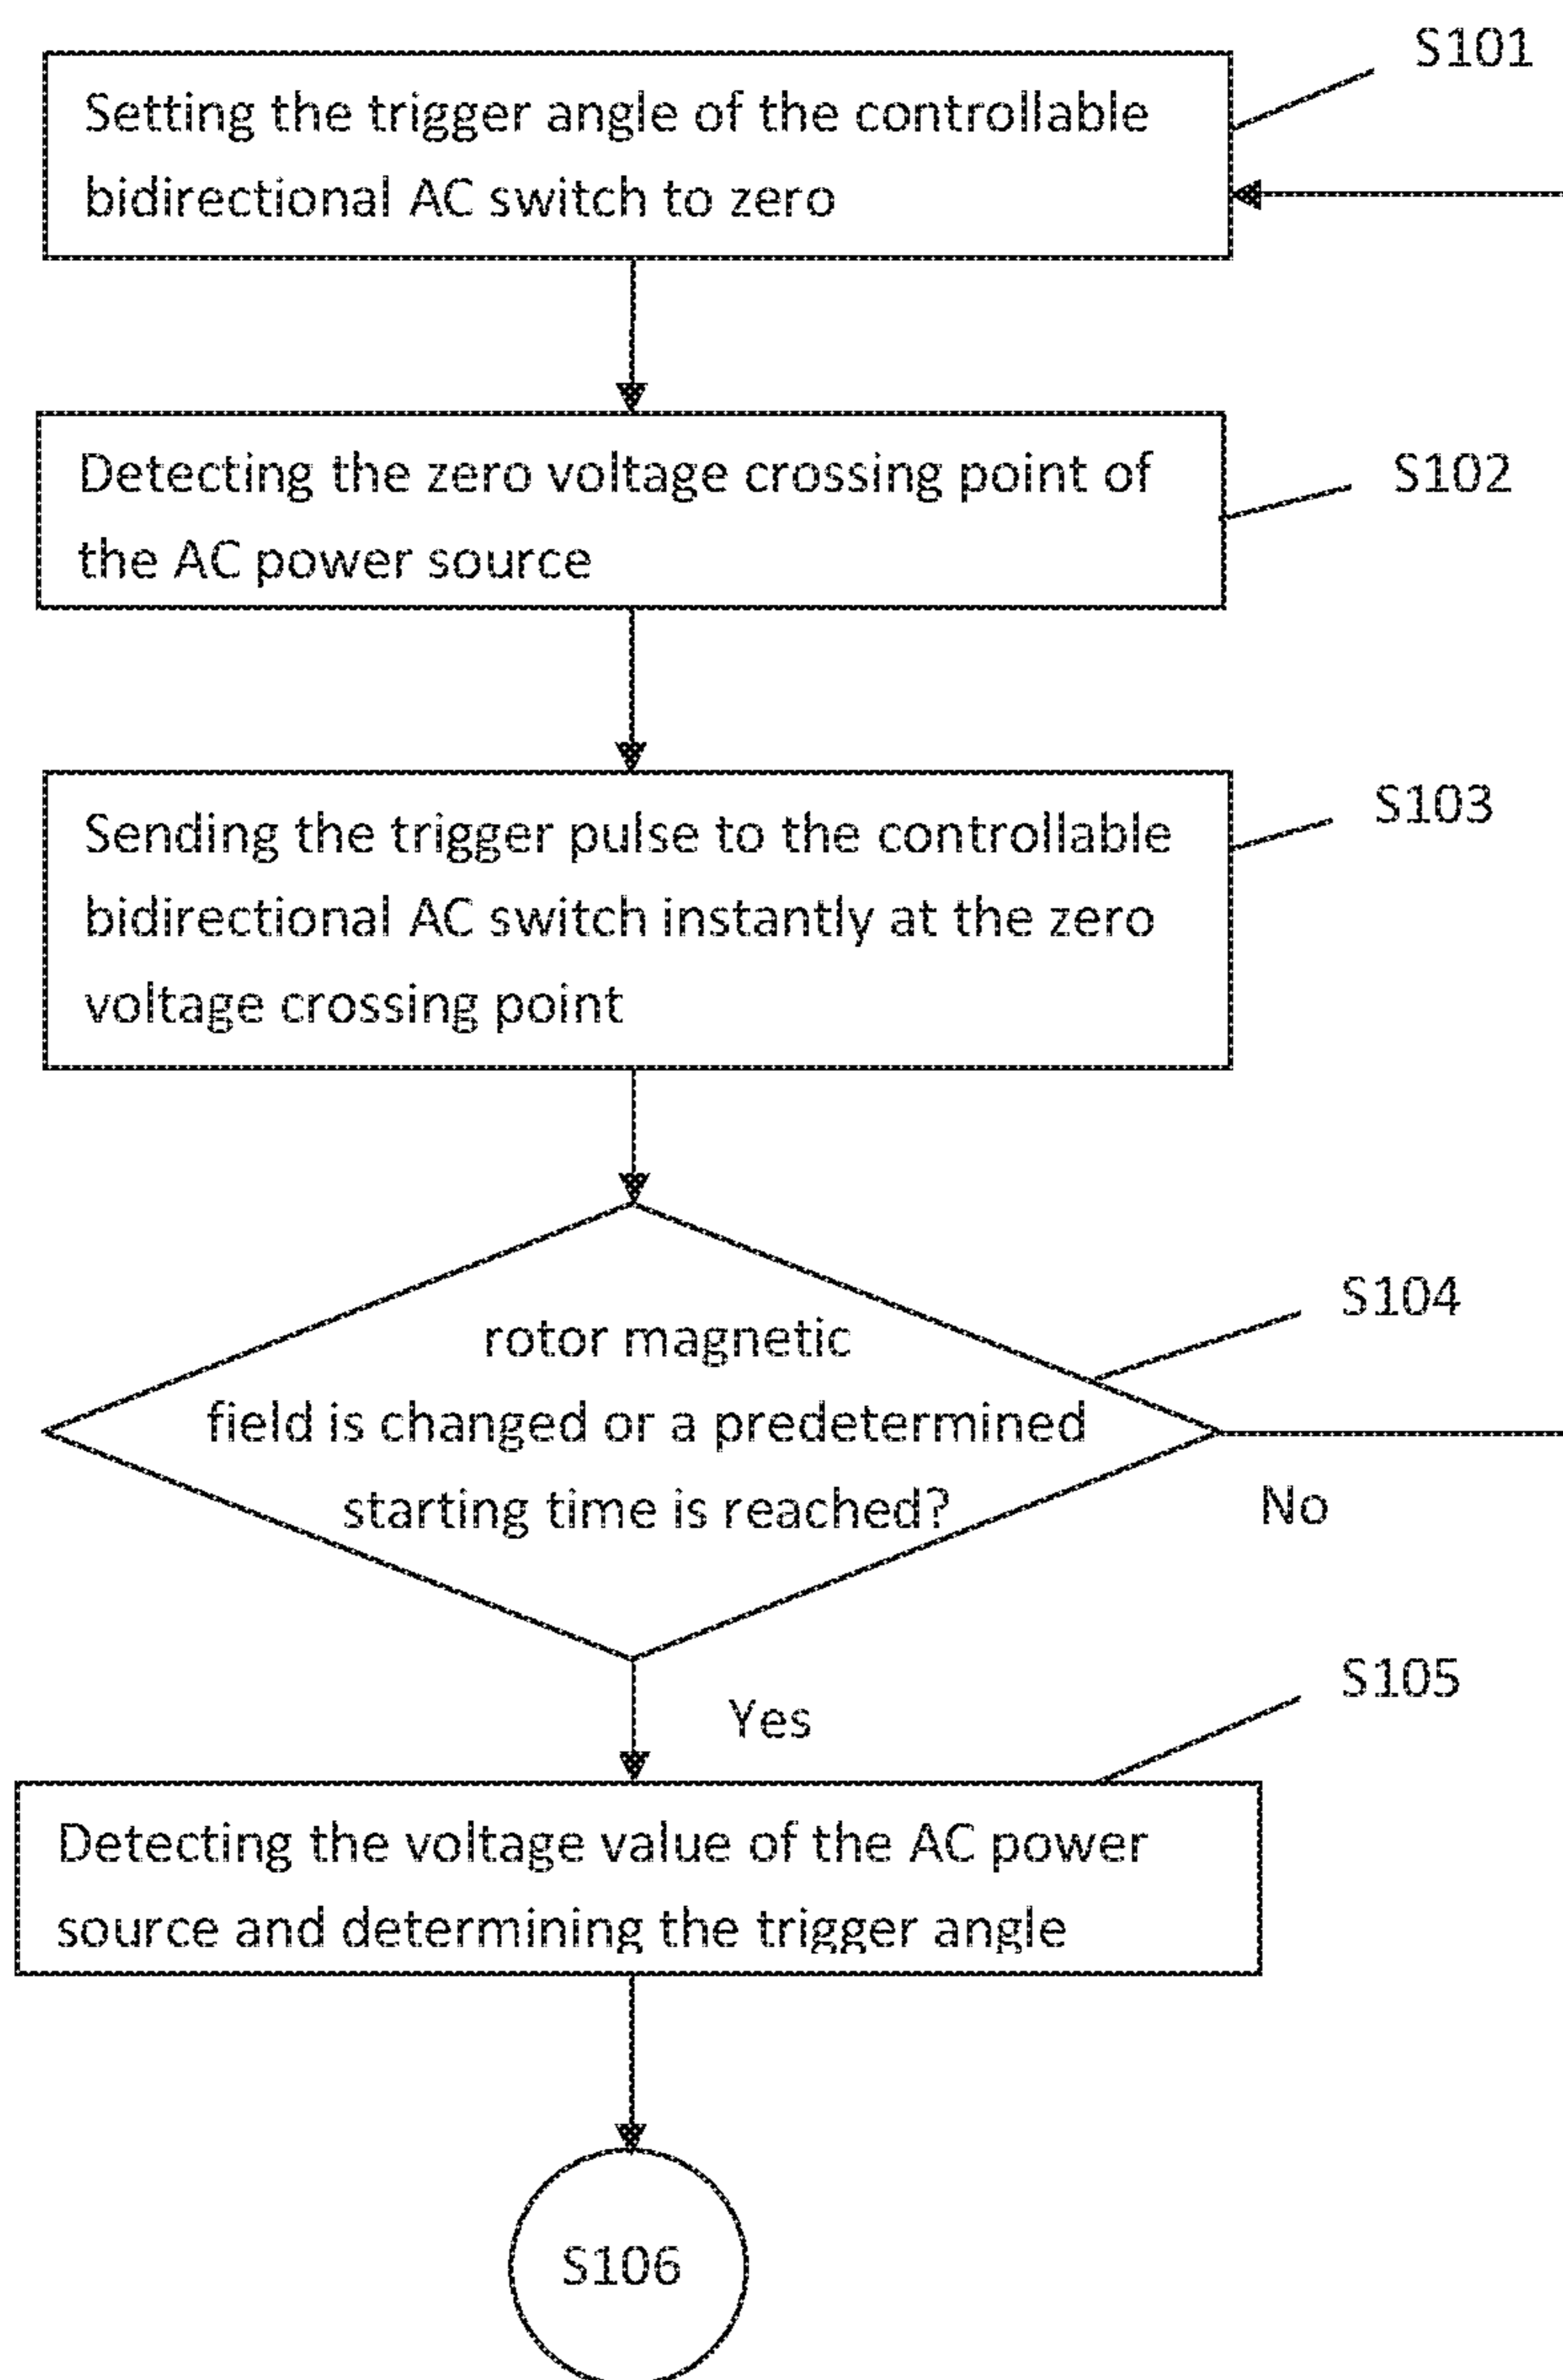 S101
Setting the trigger angle of the controllable
bidirectional AC switch to zero
Detecting the zero voltage crossing point of
the AC power source
S102
Sending the trigger pulse to the controllable
bidirectional AC switch instantly at the zero
voltage crossing point
S103
S104
rotor magnetic
field is changed or a predetermined
starting time is reached?
No
Yes
S105
Detecting the voltage value of the AC power
source and determining the trigger angle
S106